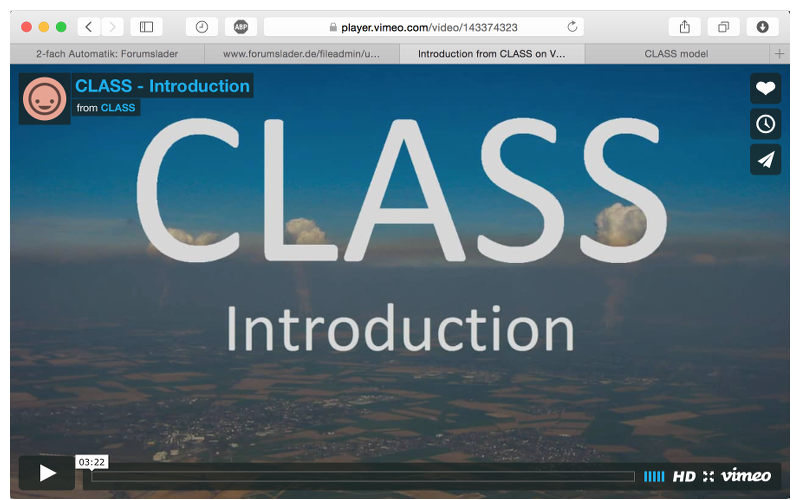 ABP
player.vimeo.com/video/143374323
2-fach Automatik: Forumslader
www.forumslader.de/fileadmin/u...
Introduction from CLASS on V...
CLASS model
CLASS - Introduction
from CLASS
CLASS
Introduction
03:22
HD
vimeo